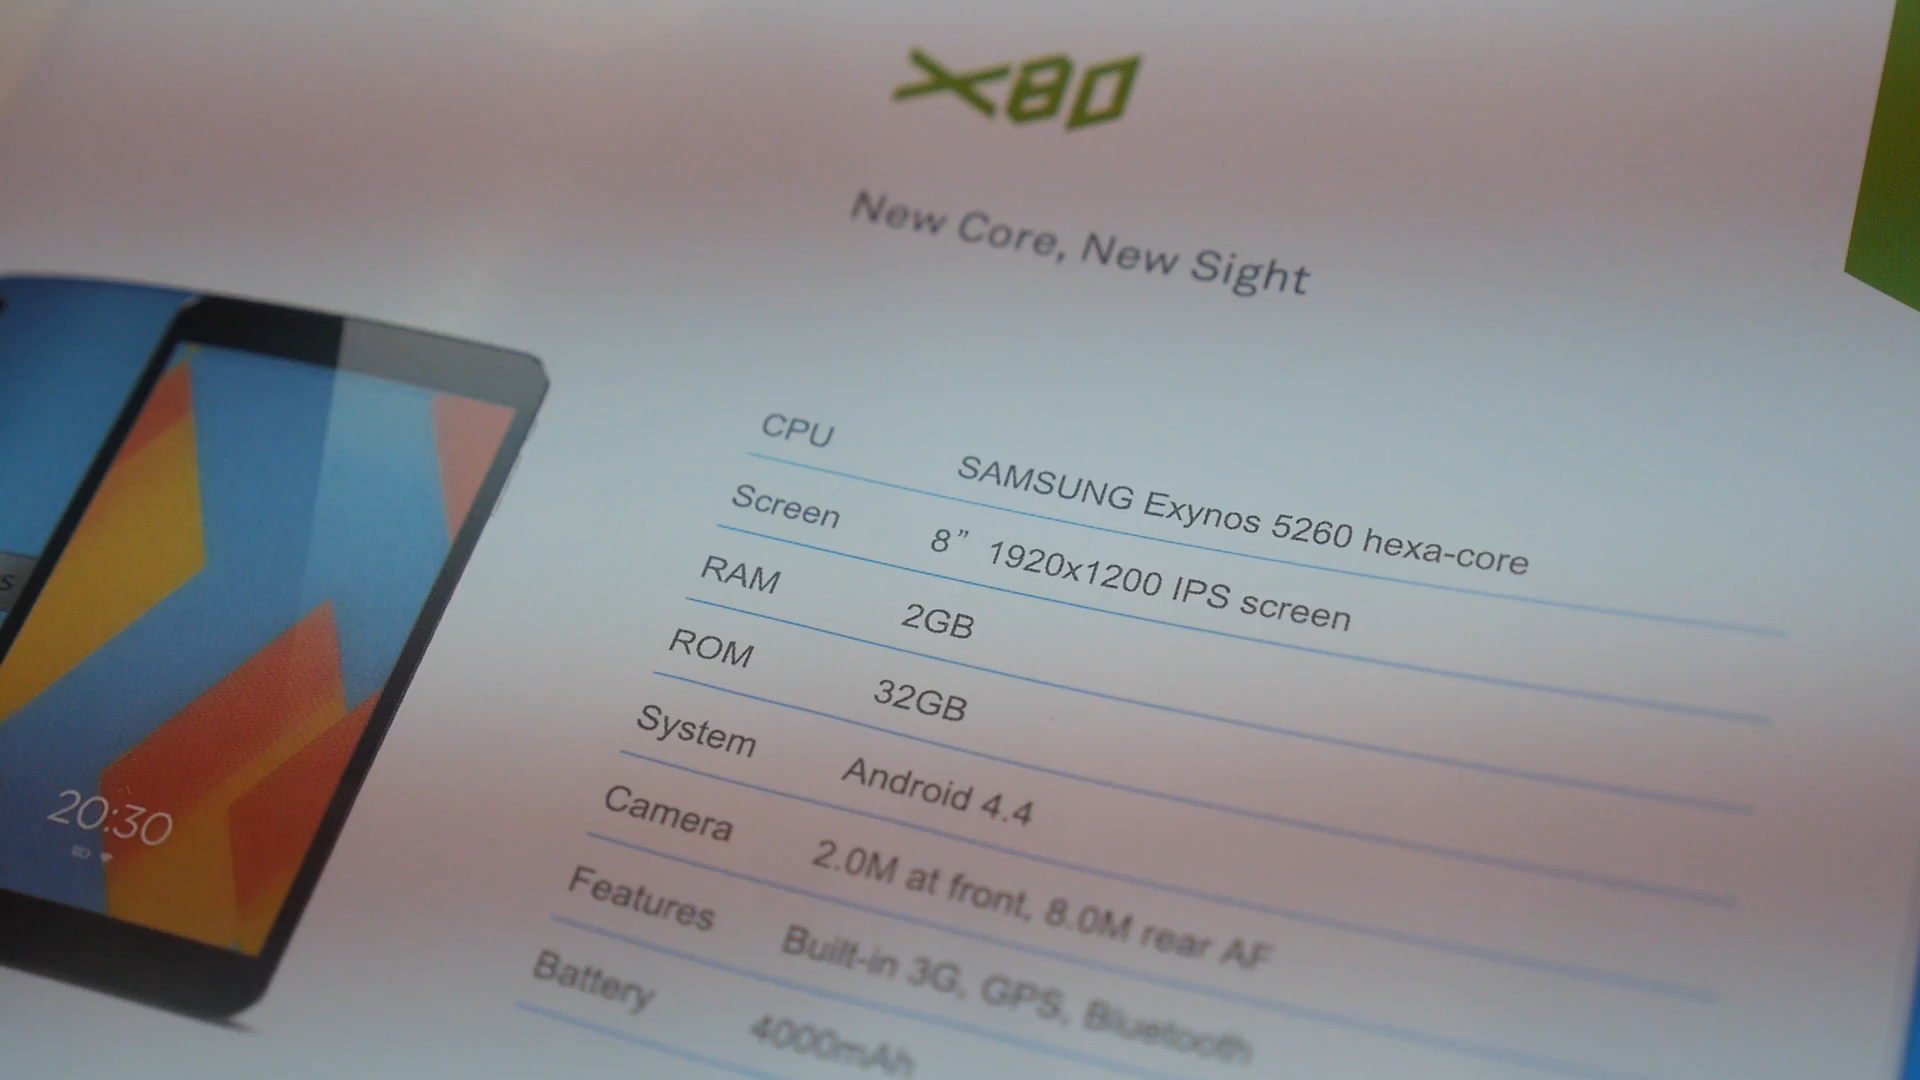 X80
New Core, New Sight
CPU SAMSUNG Exynos 5260 hexa-core
Screen 8” 1920x1200 IPS screen
RAM 2GB
ROM 32GB
System Android 4.4
Camera 2.0M at front, 8.0M rear AF
Features Built-in 3G, GPS, Bluetooth
Battery 4000mAh
20:30